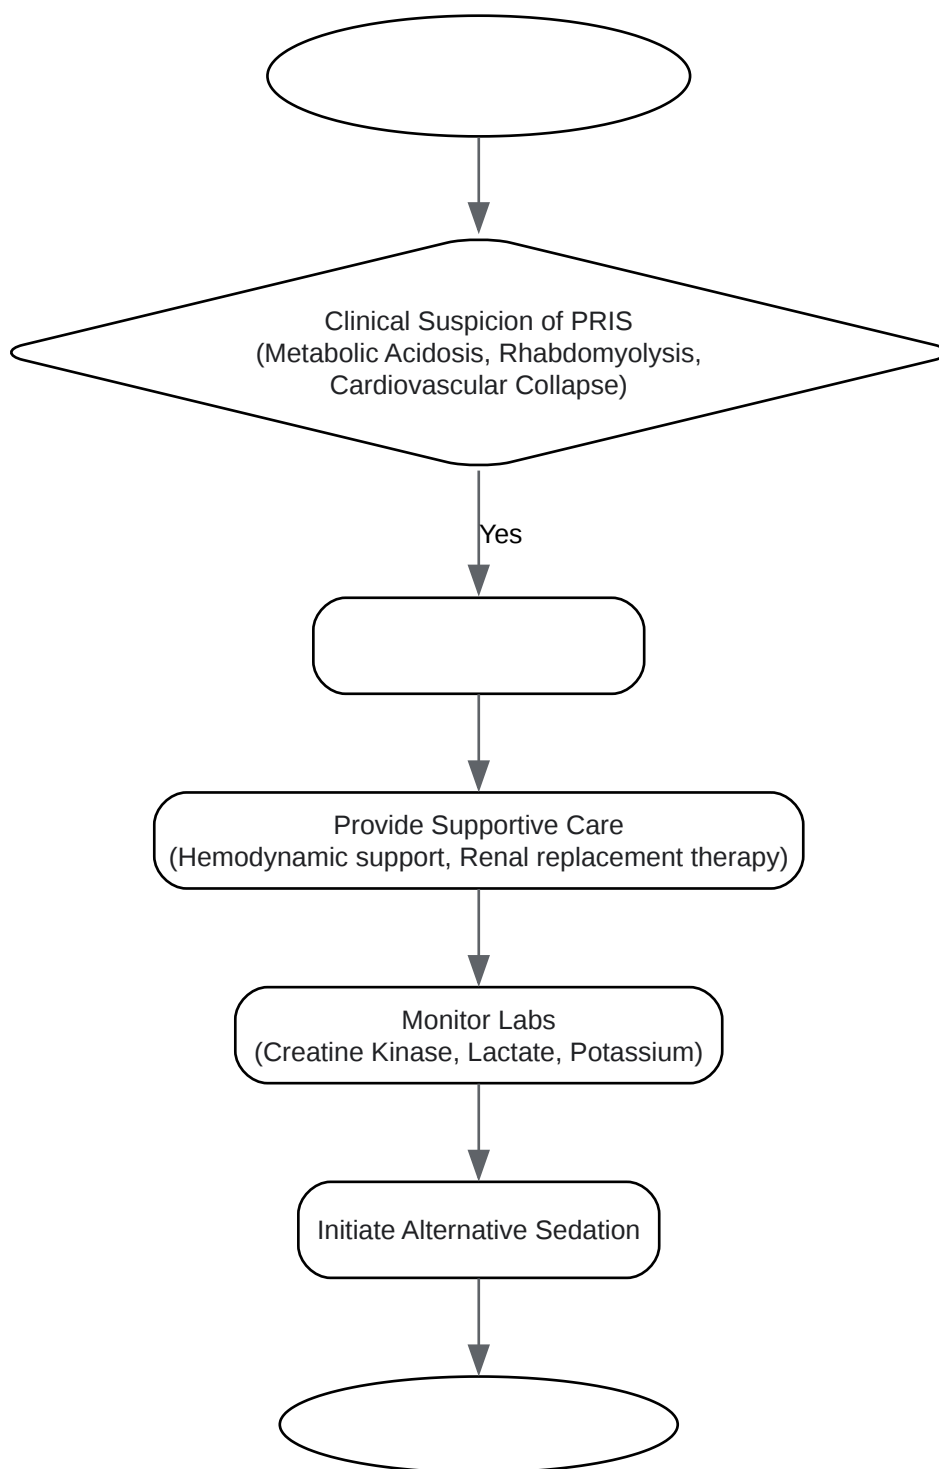 Clinical Suspicion of PRIS
(Metabolic Acidosis, Rhabdomyolysis,
Cardiovascular Collapse)
Yes
Provide Supportive Care
(Hemodynamic support, Renal replacement therapy)
Monitor Labs
(Creatine Kinase, Lactate, Potassium)
Initiate Alternative Sedation